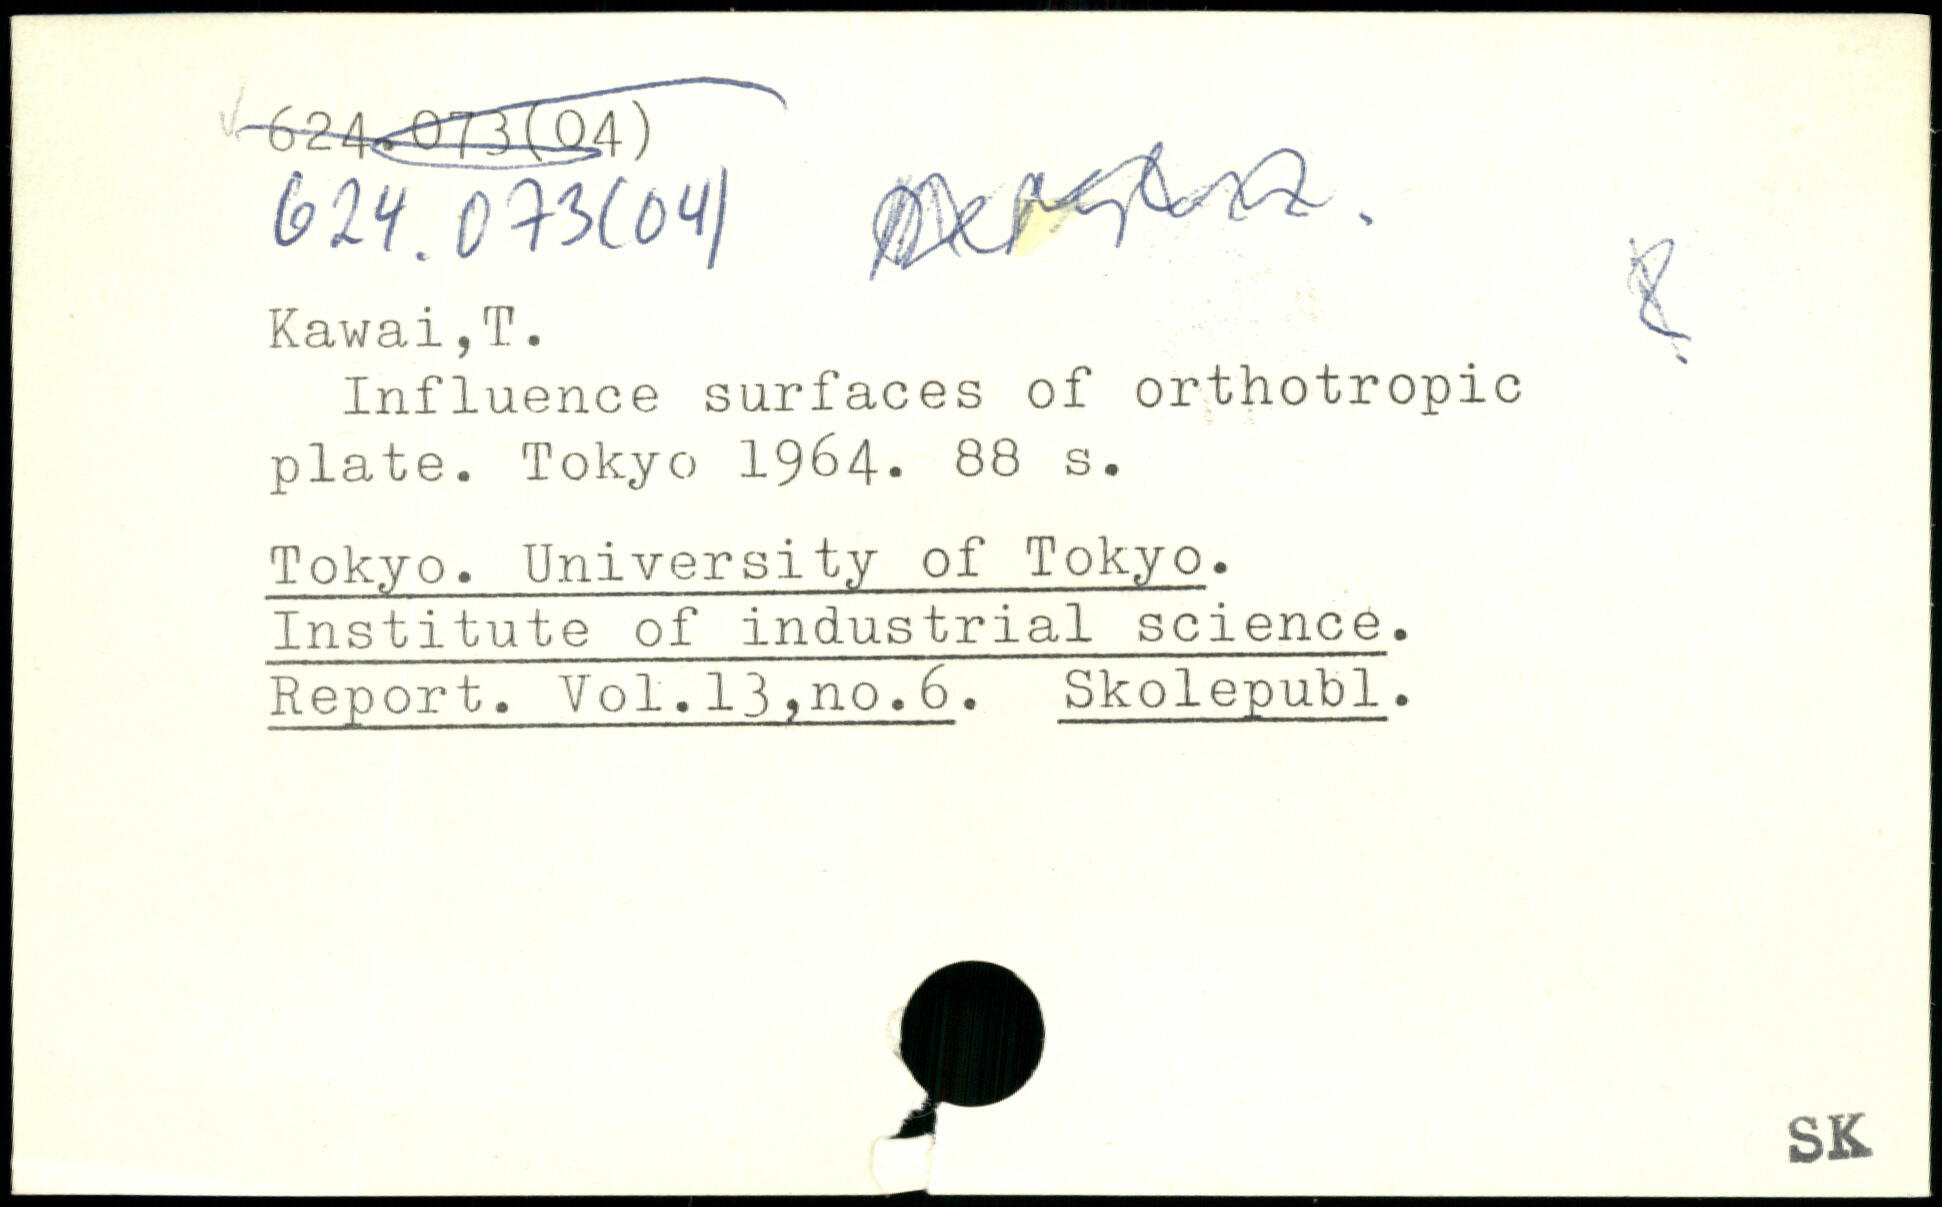 624.073(04)
624.073(04)
Kawai,T.
Influence surfaces of orthotropic
plate. Tokyo 1964. 88 s.
Tokyo. University of Tokyo.
Institute of industrial science.
Report. Vol.13,no.6. Skolepubl.
SK